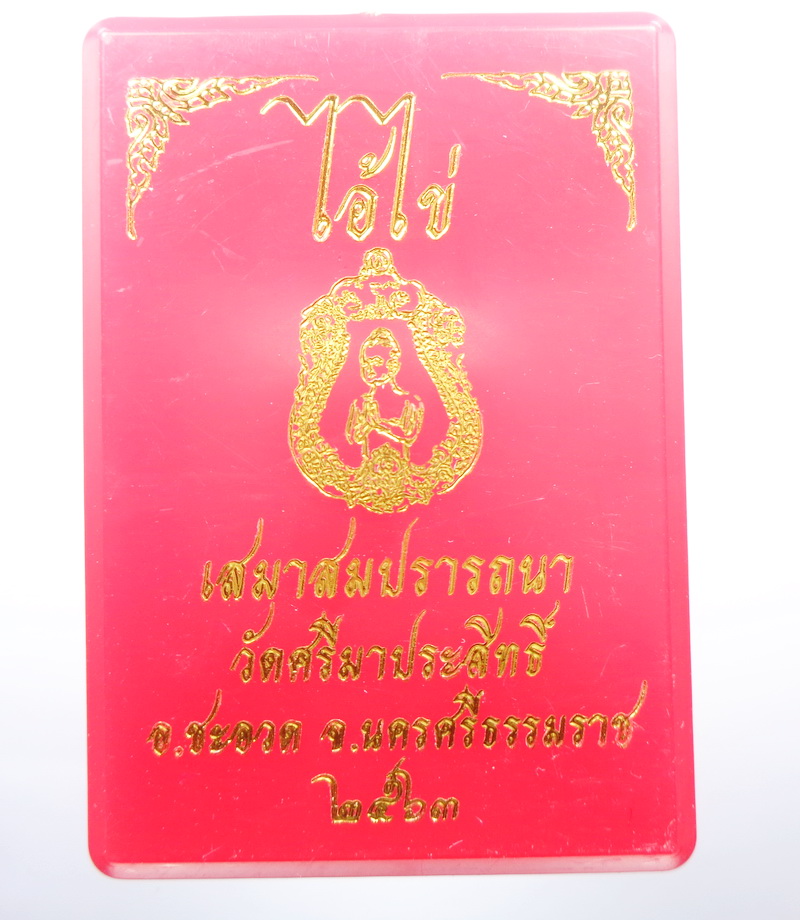 ไอ้ไข่
เสมาสมปรารถนา
วัดศรีมาประสิทธิ์
อ.ชะอวด จ.นครศรีธรรมราช
๒๕๖๓